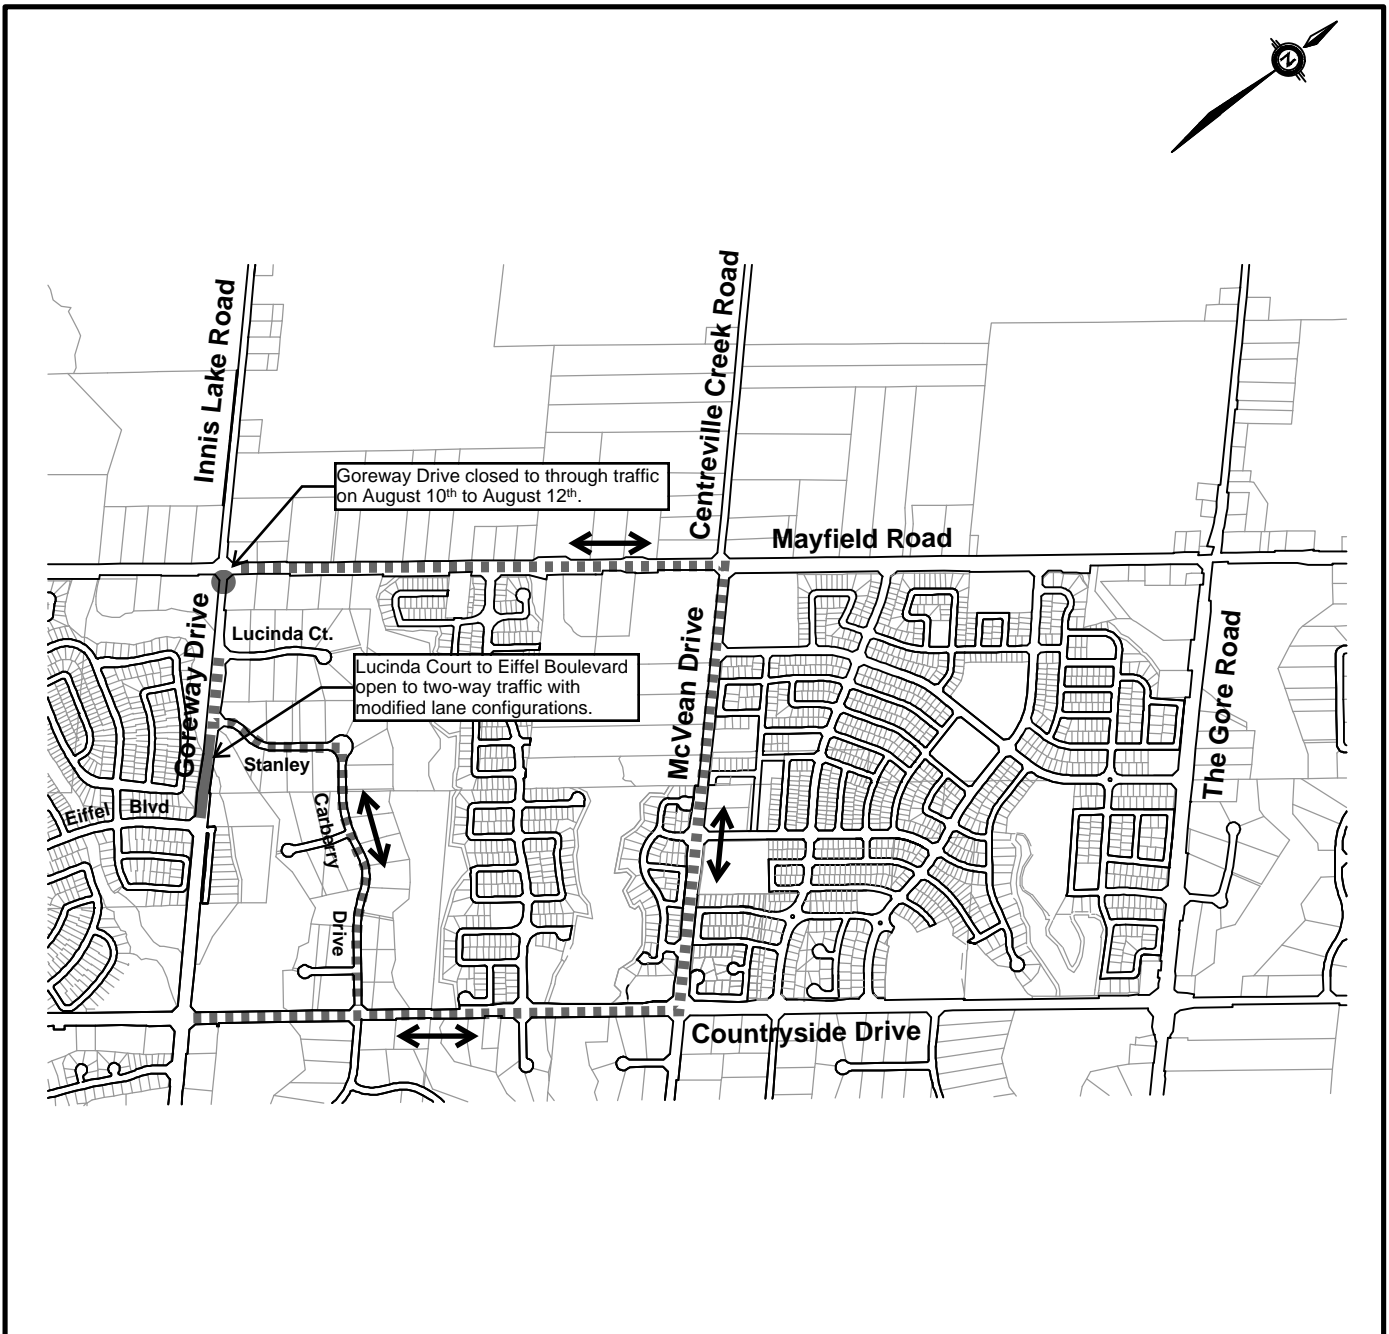 N
Innis Lake Road
Centreville Creek Road
Goreway Drive closed to through traffic
on August 10th to August 12th.
Mayfield Road
Goreway Drive
Lucinda Ct.
McVean Drive
The Gore Road
Lucinda Court to Eiffel Boulevard
open to two-way traffic with
modified lane configurations.
Stanley
Carberry
Drive
Eiffel Blvd
Countryside Drive